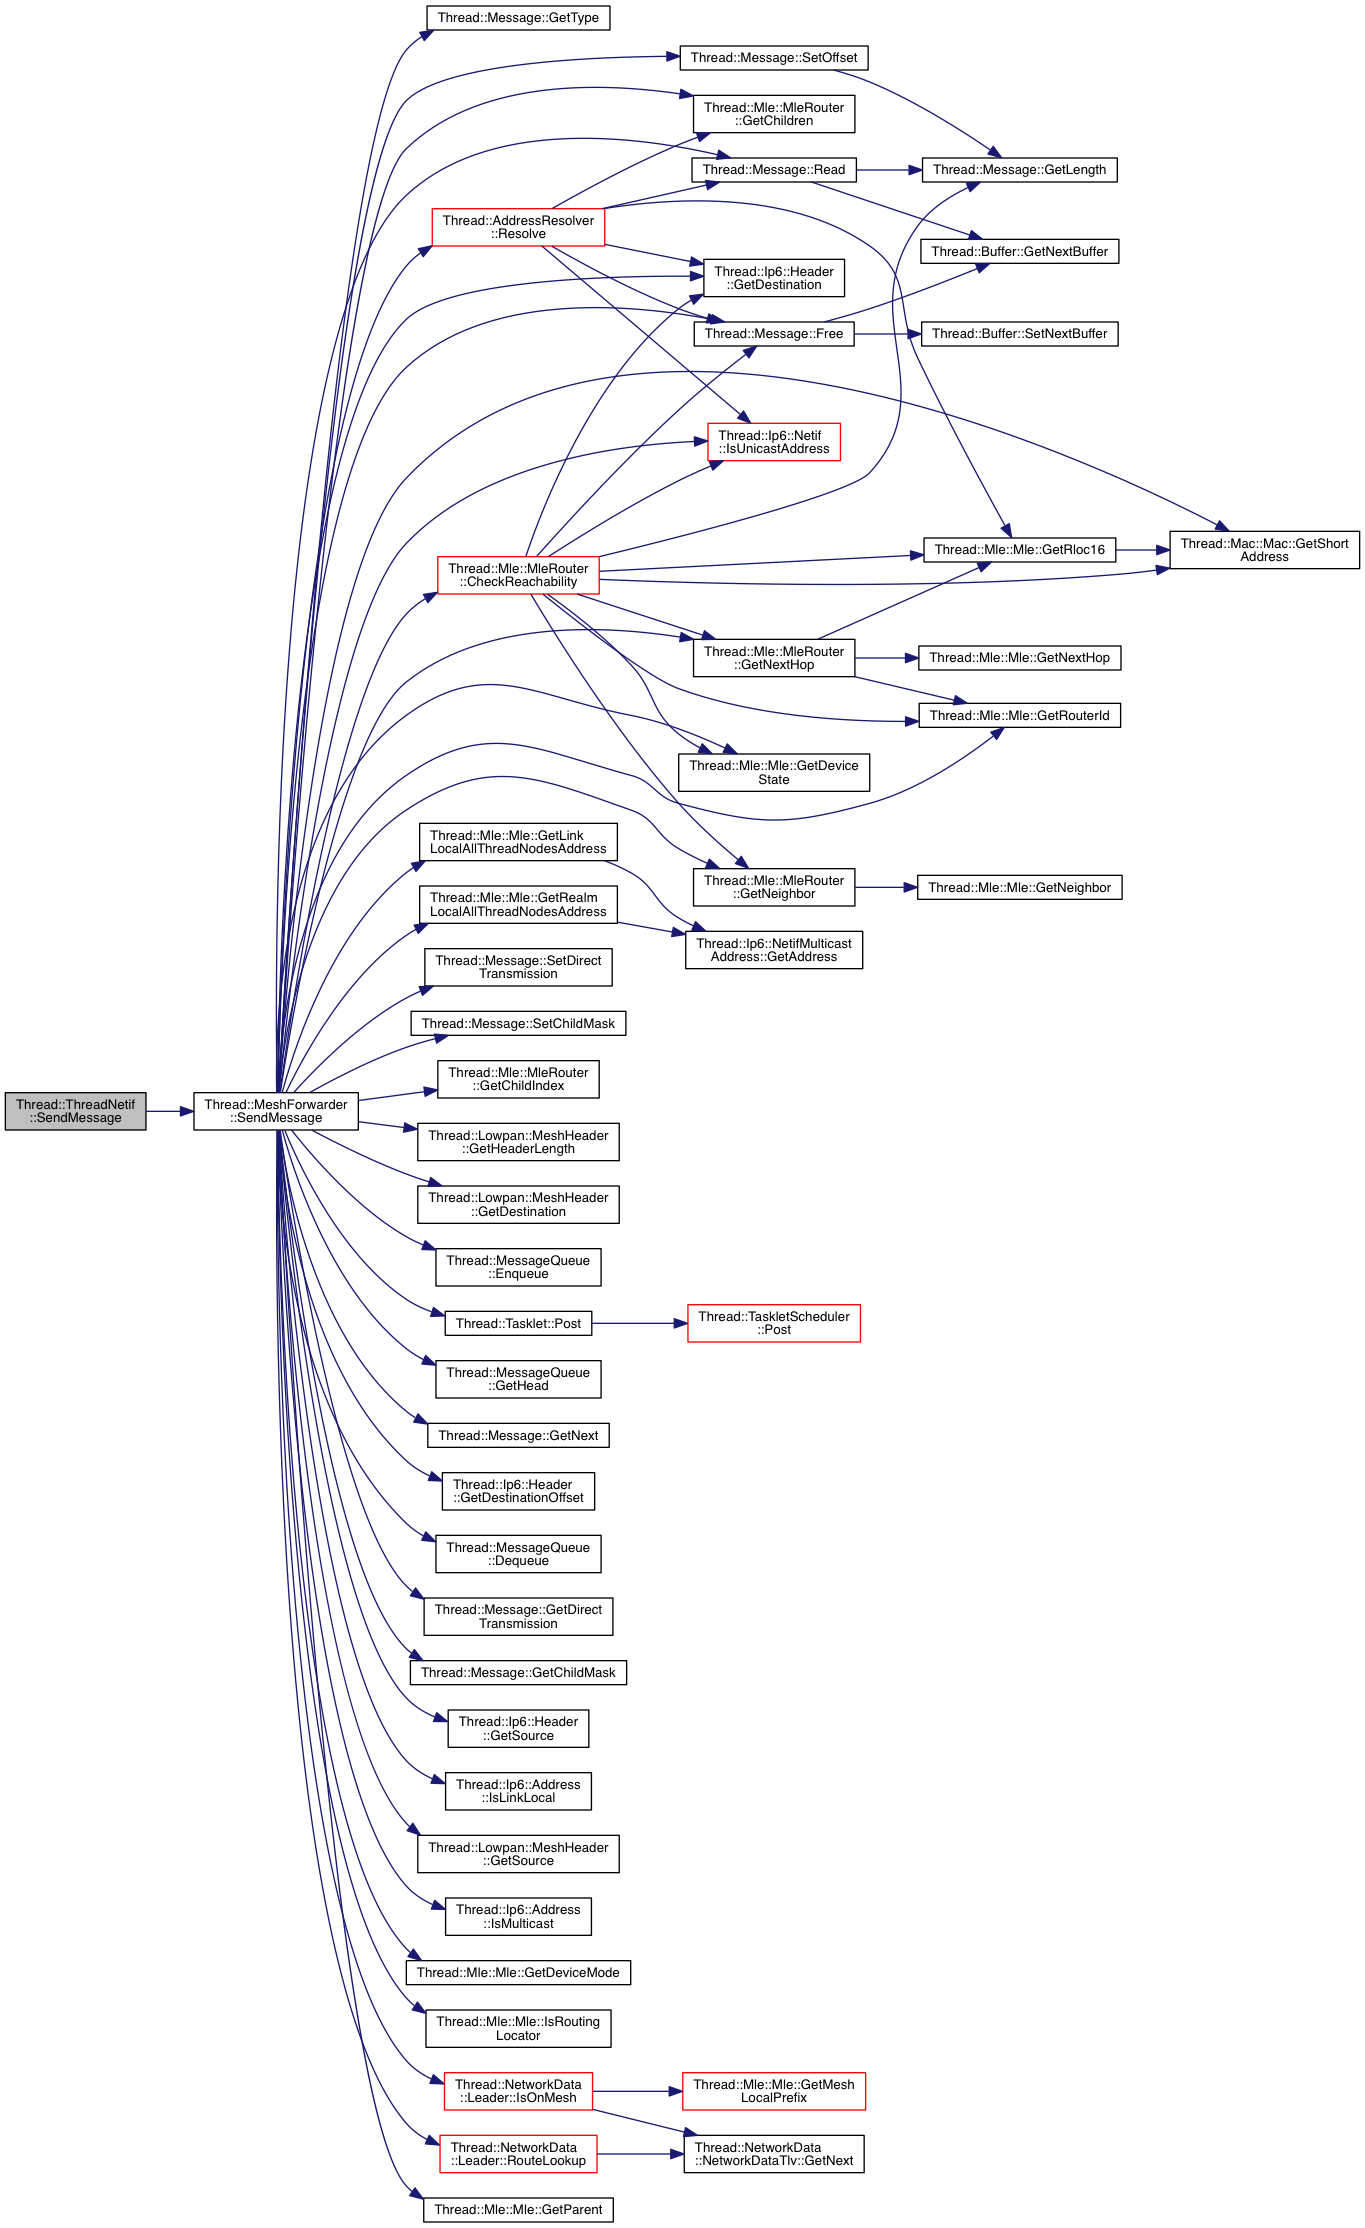 Thread::Message::GetType
Thread::Message::SetOffset
Thread::Mle::MleRouter
::GetChildren
Thread::Message::Read
Thread::Message::GetLength
Thread::AddressResolver
::Resolve
Thread::Buffer::GetNextBuffer
Thread::Ip6::Header
::GetDestination
Thread::Message::Free
Thread::Buffer::SetNextBuffer
Thread::Ip6::Netif
::IsUnicastAddress
Thread::Mle::Mle::GetRloc16
Thread::Mac::Mac::GetShort
Address
Thread::Mle::MleRouter
::CheckReachability
Thread::Mle::MleRouter
::GetNextHop
Thread::Mle::Mle::GetNextHop
Thread::Mle::Mle::GetRouterId
Thread::Mle::Mle::GetDevice
State
Thread::Mle::Mle::GetLink
LocalAllThreadNodesAddress
Thread::Mle::MleRouter
::GetNeighbor
Thread::Mle::Mle::GetNeighbor
Thread::Mle::Mle::GetRealm
LocalAllThreadNodesAddress
Thread::Ip6::NetifMulticast
Address::GetAddress
Thread::Message::SetDirect
Transmission
Thread::Message::SetChildMask
Thread::Mle::MleRouter
::GetChildIndex
Thread::ThreadNetif
::SendMessage
Thread::MeshForwarder
::SendMessage
Thread::Lowpan::MeshHeader
::GetHeaderLength
Thread::Lowpan::MeshHeader
::GetDestination
Thread::MessageQueue
::Enqueue
Thread::Tasklet::Post
Thread::TaskletScheduler
::Post
Thread::MessageQueue
::GetHead
Thread::Message::GetNext
Thread::Ip6::Header
::GetDestinationOffset
Thread::MessageQueue
::Dequeue
Thread::Message::GetDirect
Transmission
Thread::Message::GetChildMask
Thread::Ip6::Header
::GetSource
Thread::Ip6::Address
::IsLinkLocal
Thread::Lowpan::MeshHeader
::GetSource
Thread::Ip6::Address
::IsMulticast
Thread::Mle::Mle::GetDeviceMode
Thread::Mle::Mle::IsRouting
Locator
Thread::NetworkData
::Leader::IsOnMesh
Thread::Mle::Mle::GetMesh
LocalPrefix
Thread::NetworkData
::Leader::RouteLookup
Thread::NetworkData
::NetworkDataTlv::GetNext
Thread::Mle::Mle::GetParent